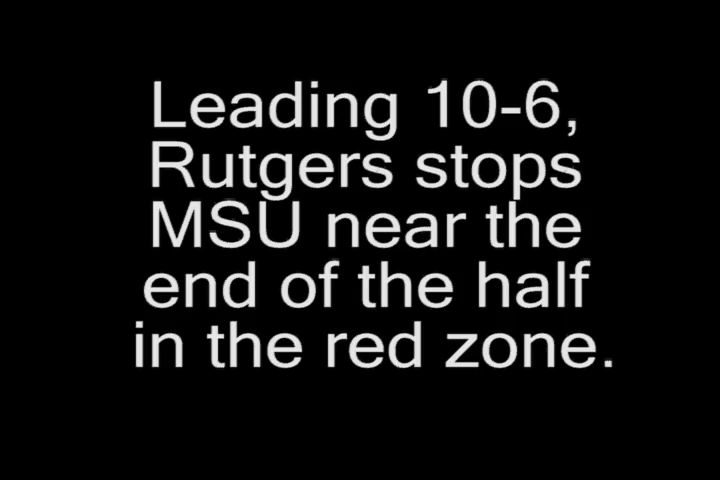 Leading 10-6,
Rutgers stops
MSU near the
end of the half
in the red zone.